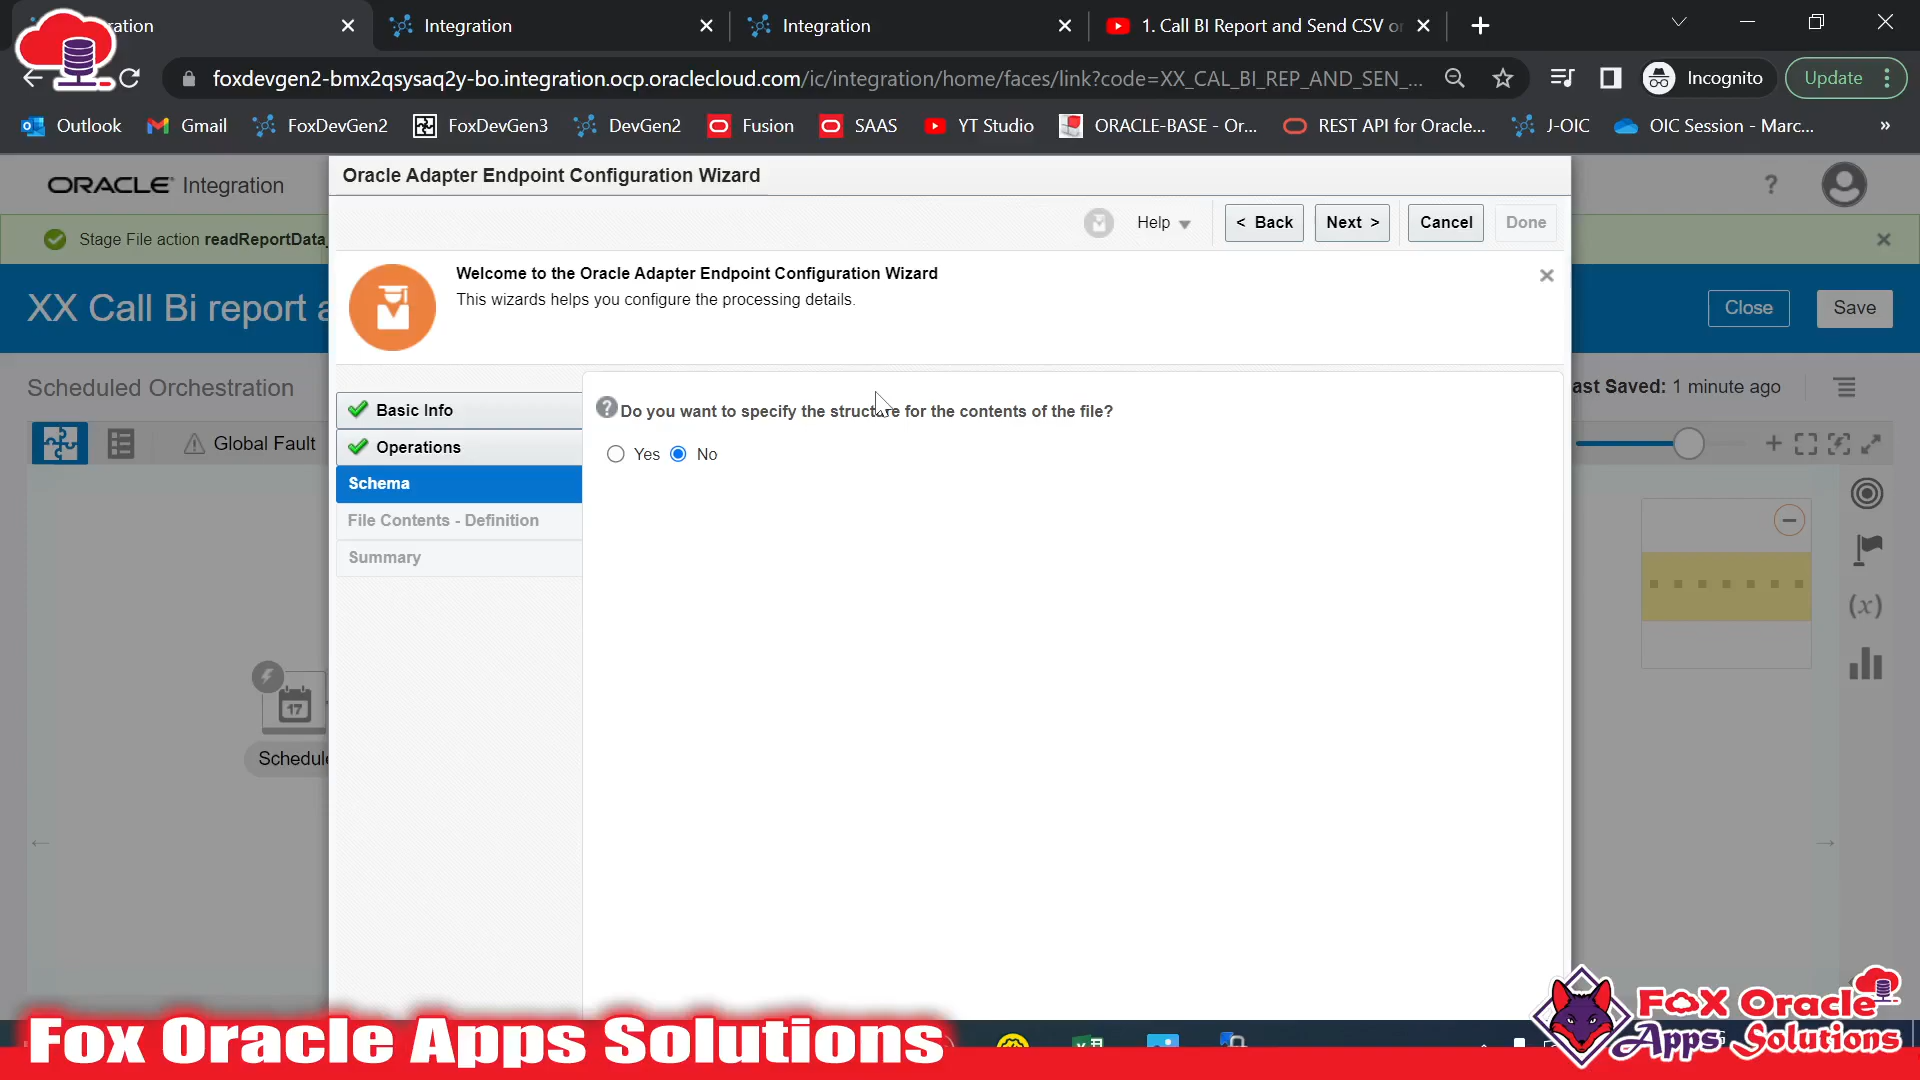 ration
Integration
Integration
1. Call BI Report and Send CSV or
foxdevgen2-bmx2qsysaq2y-bo.integration.ocp.oraclecloud.com/ic/integration/home/faces/link?code=XX_CAL_BI_REP_AND_SEN_...
Incognito
Update
Outlook
Gmail
FoxDevGen2
FoxDevGen3
DevGen2
Fusion
SAAS
YT Studio
ORACLE-BASE - Or...
REST API for Oracle...
J-OIC
OIC Session - Marc...
»
Oracle Adapter Endpoint Configuration Wizard
ORACLE Integration
?
Help
< Back
Next >
Cancel
Done
Stage File action readReportData_
Welcome to the Oracle Adapter Endpoint Configuration Wizard
This wizards helps you configure the processing details.
XX Call Bi report a
Close
Save
Scheduled Orchestration
ast Saved: 1 minute ago
Basic Info
? Do you want to specify the structure for the contents of the file?
Global Fault
Operations
Yes
No
Schema
File Contents - Definition
Summary
(x)
17
Schedule
Fox Oracle Apps Solutions
Fox Oracle
Apps Solutions